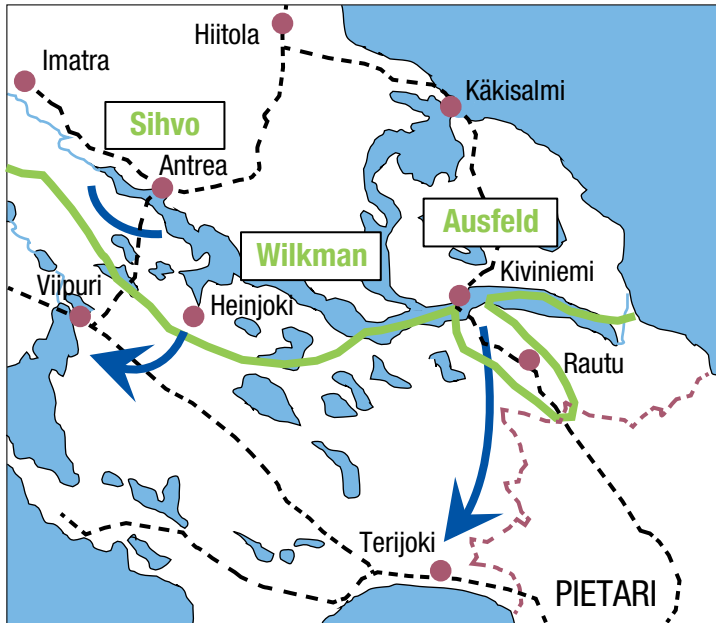 Hiitola
Imatra
Käkisalmi
Sihvo
Antrea
Ausfeld
Wilkman
Kiviniemi
Viipuri
Heinjoki
Rautu
Terijoki
PIETARI